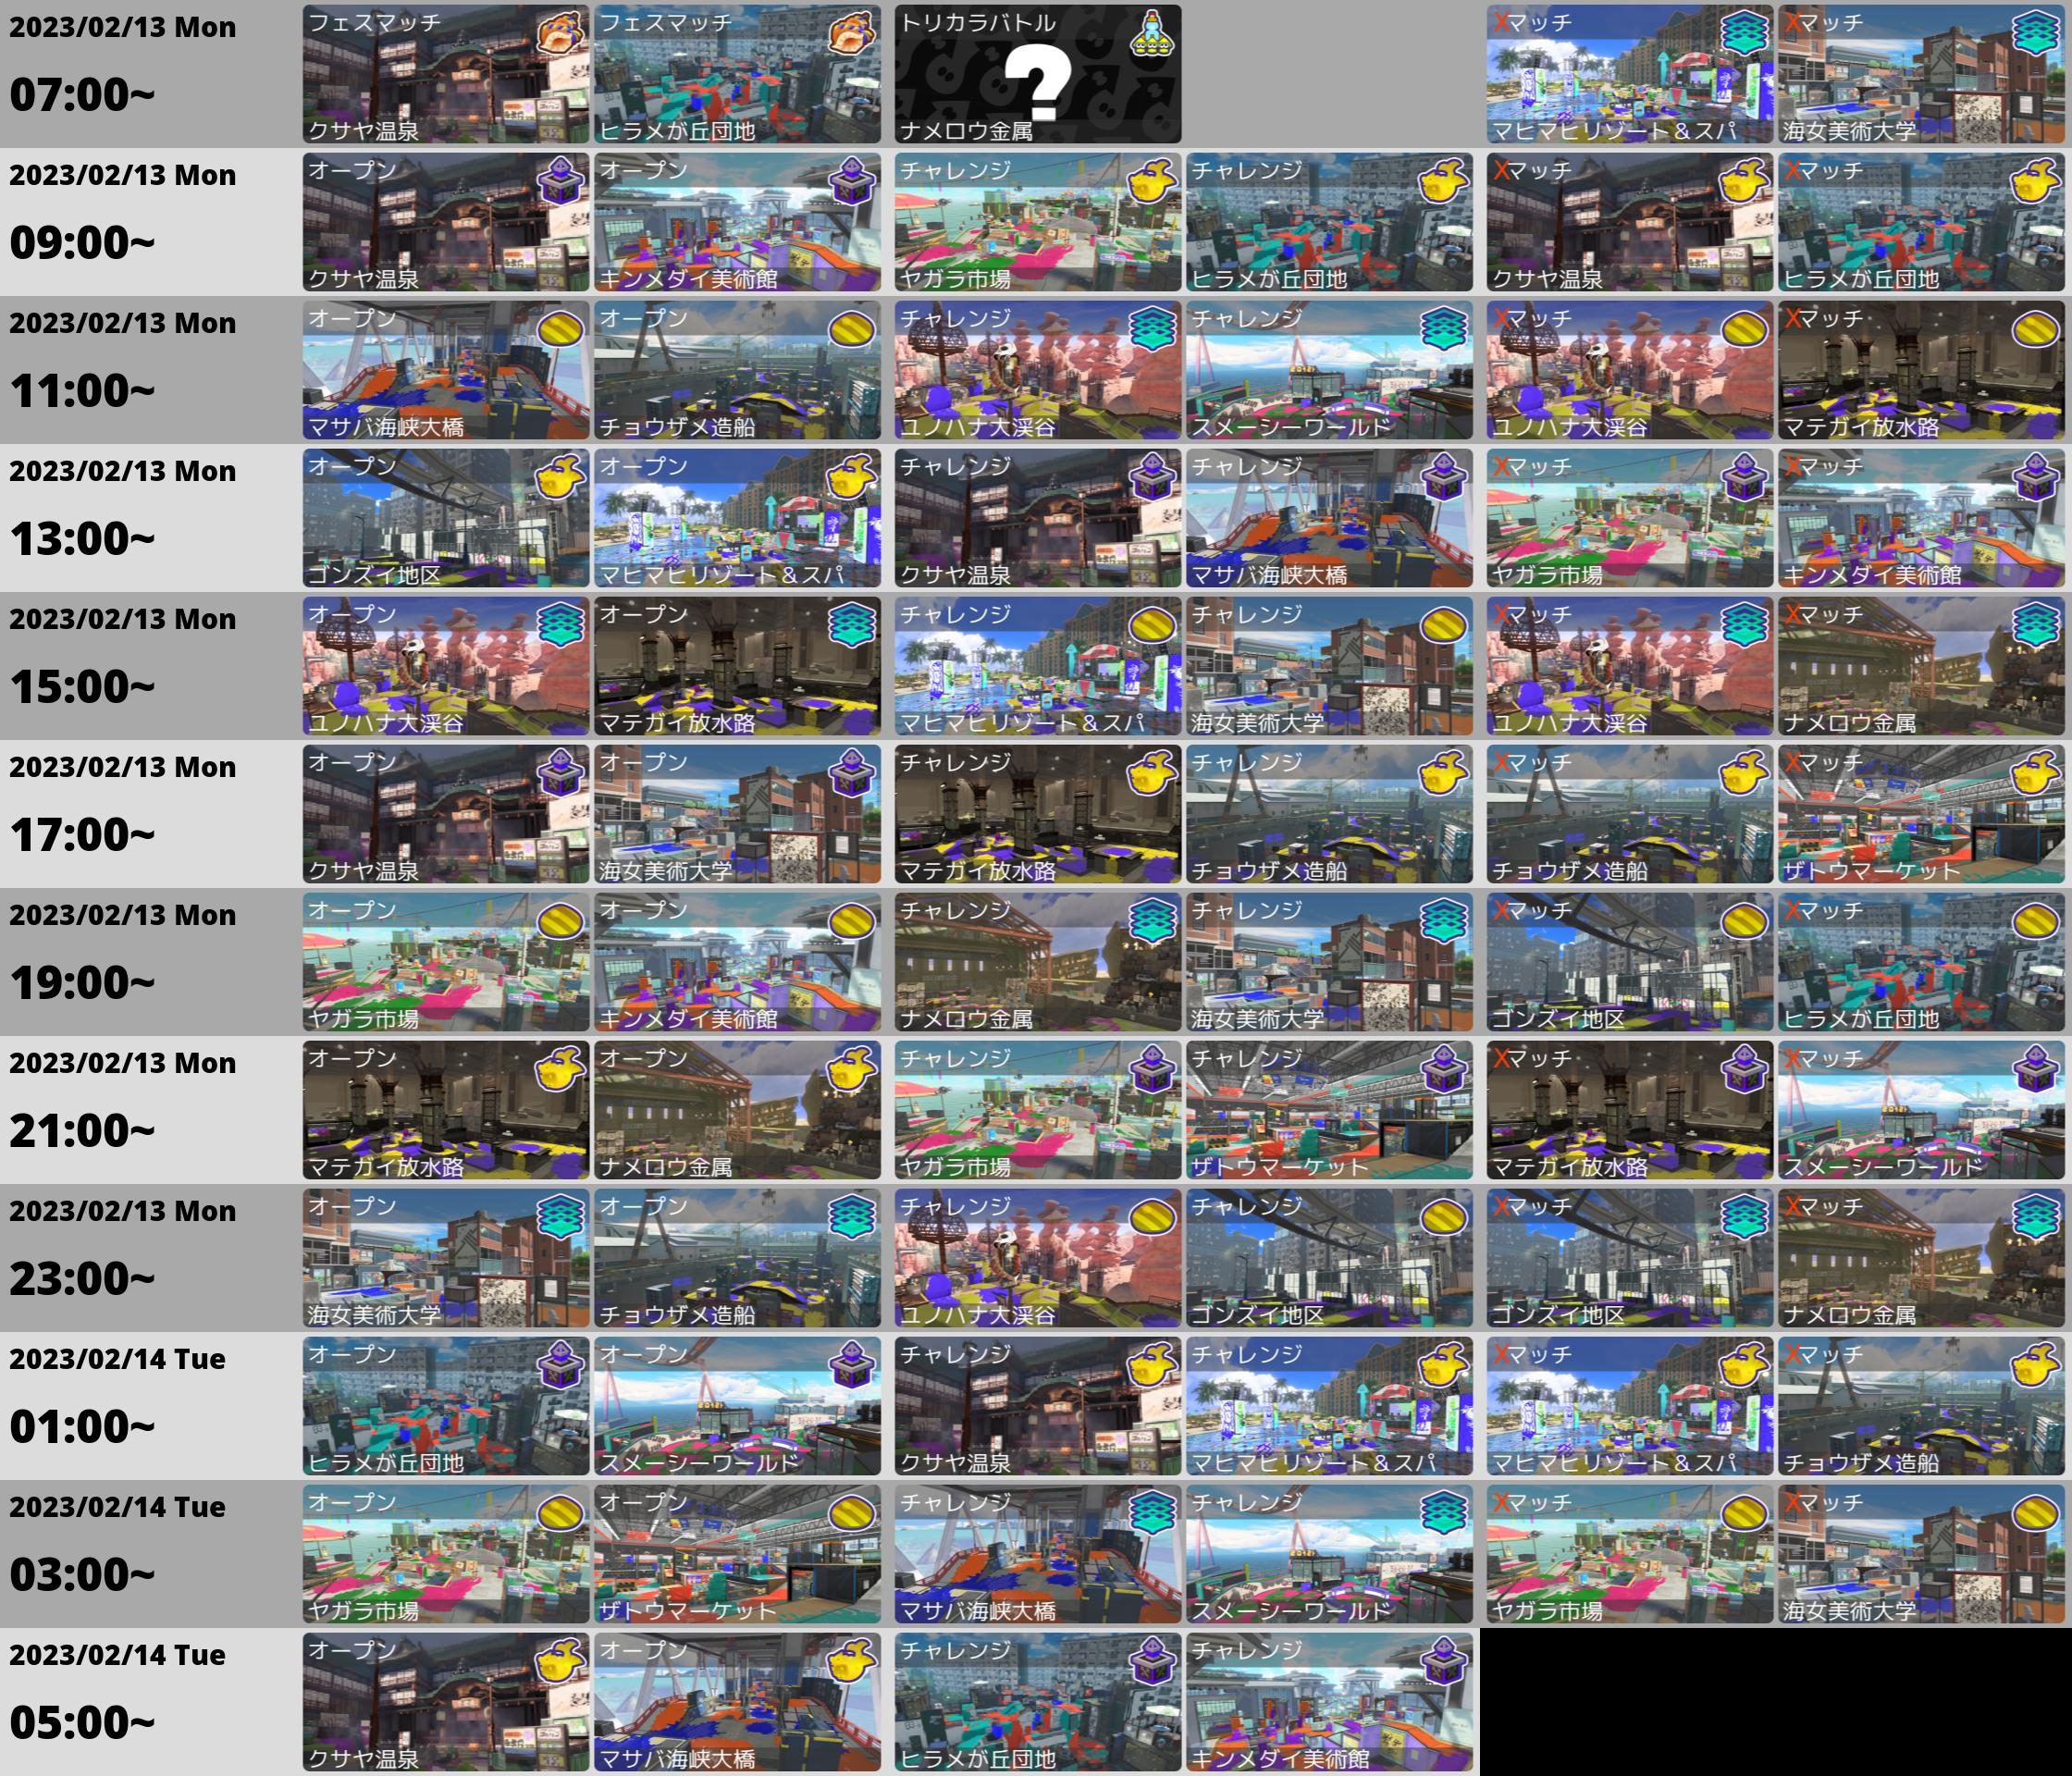 2023/02/13 Mon
07:00~
フェスマッチ
クサヤ温泉
フェスマッチ
ヒラメが丘団地
トリカラバトル
?
ナメロウ金属
Xマッチ
マヒマヒリゾート＆スパ
Xマッチ
海女美術大学
2023/02/13 Mon
09:00~
オープン
クサヤ温泉
オープン
キンメダイ美術館
チャレンジ
ヤガラ市場
チャレンジ
ヒラメが丘団地
Xマッチ
クサヤ温泉
Xマッチ
ヒラメが丘団地
2023/02/13 Mon
11:00~
オープン
マサバ海峡大橋
オープン
チョウザメ造船
チャレンジ
ユノハナ大渓谷
チャレンジ
スメーシーワールド
Xマッチ
ユノハナ大渓谷
Xマッチ
マテガイ放水路
2023/02/13 Mon
13:00~
オープン
ゴンズイ地区
オープン
マヒマヒリゾート＆スパ
チャレンジ
クサヤ温泉
チャレンジ
マサバ海峡大橋
Xマッチ
ヤガラ市場
Xマッチ
キンメダイ美術館
2023/02/13 Mon
15:00~
オープン
ユノハナ大渓谷
オープン
マテガイ放水路
チャレンジ
マヒマヒリゾート＆スパ
チャレンジ
海女美術大学
Xマッチ
ユノハナ大渓谷
Xマッチ
ナメロウ金属
2023/02/13 Mon
17:00~
オープン
クサヤ温泉
オープン
海女美術大学
チャレンジ
マテガイ放水路
チャレンジ
チョウザメ造船
Xマッチ
チョウザメ造船
Xマッチ
ザトウマーケット
2023/02/13 Mon
19:00~
オープン
ヤガラ市場
オープン
キンメダイ美術館
チャレンジ
ナメロウ金属
チャレンジ
海女美術大学
Xマッチ
ゴンズイ地区
Xマッチ
ヒラメが丘団地
2023/02/13 Mon
21:00~
オープン
マテガイ放水路
オープン
ナメロウ金属
チャレンジ
ヤガラ市場
チャレンジ
ザトウマーケット
Xマッチ
マテガイ放水路
Xマッチ
スメーシーワールド
2023/02/13 Mon
23:00~
オープン
海女美術大学
オープン
チョウザメ造船
チャレンジ
ユノハナ大渓谷
チャレンジ
ゴンズイ地区
Xマッチ
ゴンズイ地区
Xマッチ
ナメロウ金属
2023/02/14 Tue
01:00~
オープン
ヒラメが丘団地
オープン
スメーシーワールド
チャレンジ
クサヤ温泉
チャレンジ
マヒマヒリゾート＆スパ
Xマッチ
マヒマヒリゾート＆スパ
Xマッチ
チョウザメ造船
2023/02/14 Tue
03:00~
オープン
ヤガラ市場
オープン
ザトウマーケット
チャレンジ
マサバ海峡大橋
チャレンジ
スメーシーワールド
Xマッチ
ヤガラ市場
Xマッチ
海女美術大学
2023/02/14 Tue
05:00~
オープン
クサヤ温泉
オープン
マサバ海峡大橋
チャレンジ
ヒラメが丘団地
チャレンジ
キンメダイ美術館